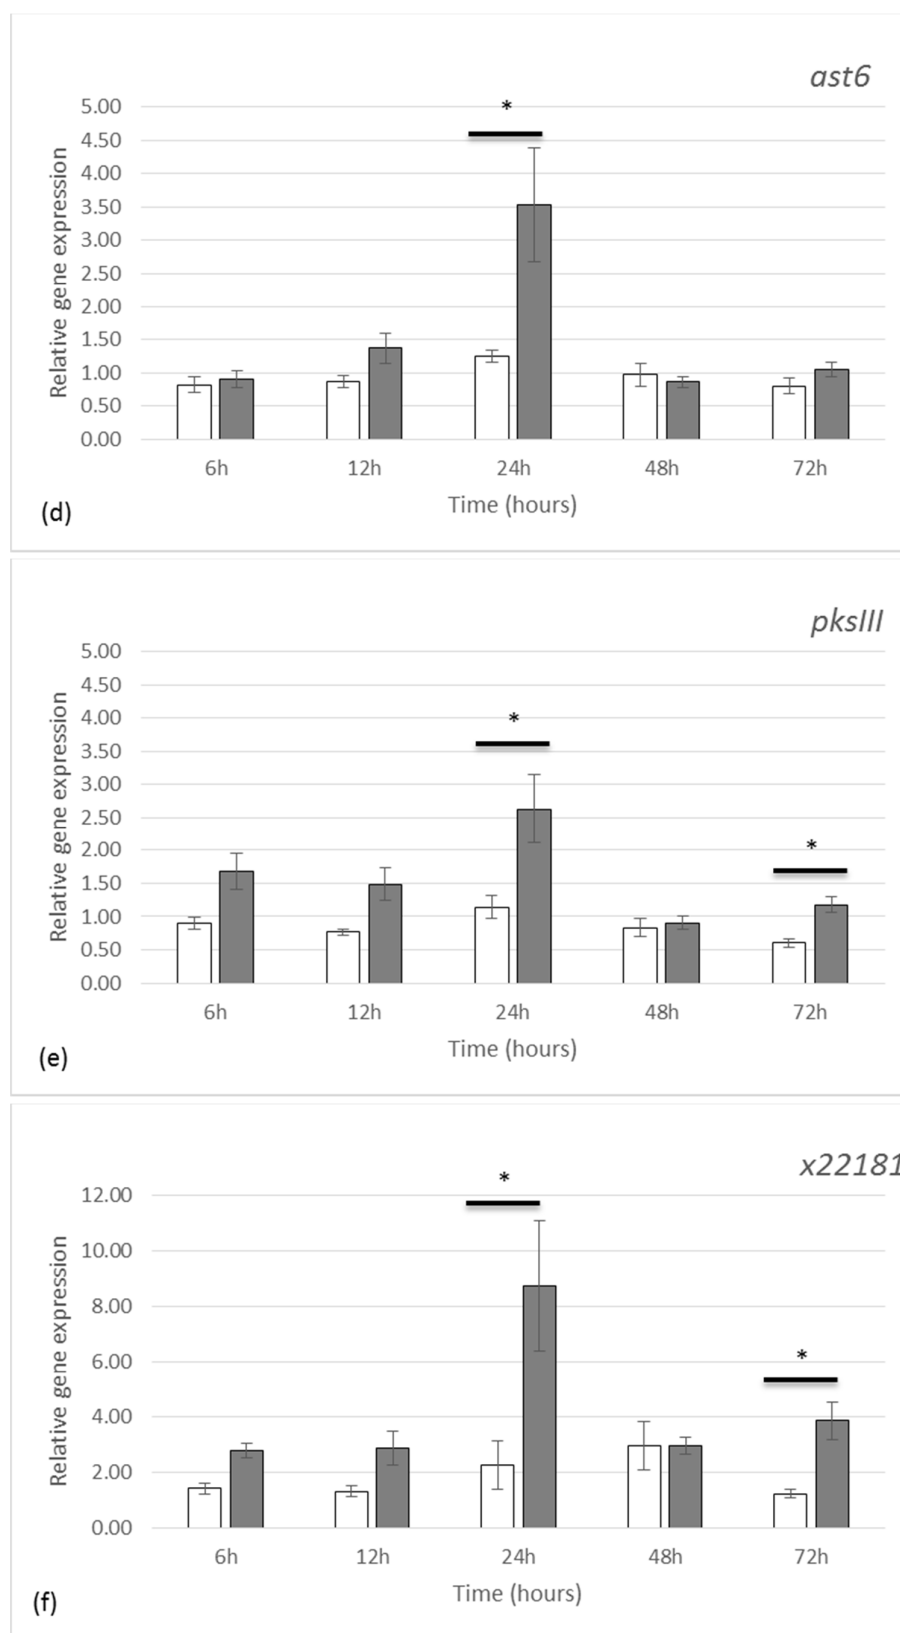 ast6
*
5.00
4.50
4.00
3.50
3.00
2.50
2.00
1.50
1.00
0.50
0.00
Relative gene expression
6h 12h 24h 48h 72h
Time (hours)
(d)
pksIII
5.00
4.50
4.00
3.50
3.00
2.50
2.00
1.50
1.00
0.50
0.00
*
*
Relative gene expression
6h 12h 24h 48h 72h
Time (hours)
(e)
x22181
*
12.00
10.00
8.00
6.00
4.00
2.00
0.00
*
Relative gene expression
6h 12h 24h 48h 72h
Time (hours)
(f)